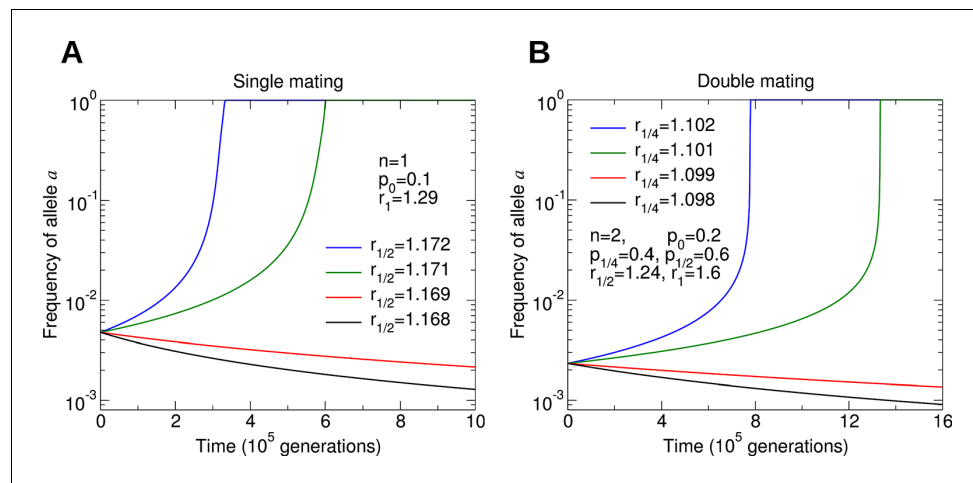 A
Single mating
10^0
10^-1
10^-2
10^-3
Frequency of allele a
n=1
p_0=0.1
r_1=1.29
r_1/2=1.172
r_1/2=1.171
r_1/2=1.169
r_1/2=1.168
0 2 4 6 8 10
Time (10^5 generations)
B
Double mating
10^0
10^-1
10^-2
10^-3
Frequency of allele a
r_1/4=1.102
r_1/4=1.101
r_1/4=1.099
r_1/4=1.098
n=2, p_0=0.2
p_1/4=0.4, p_1/2=0.6
r_1/2=1.24, r_1=1.6
0 4 8 12 16
Time (10^5 generations)